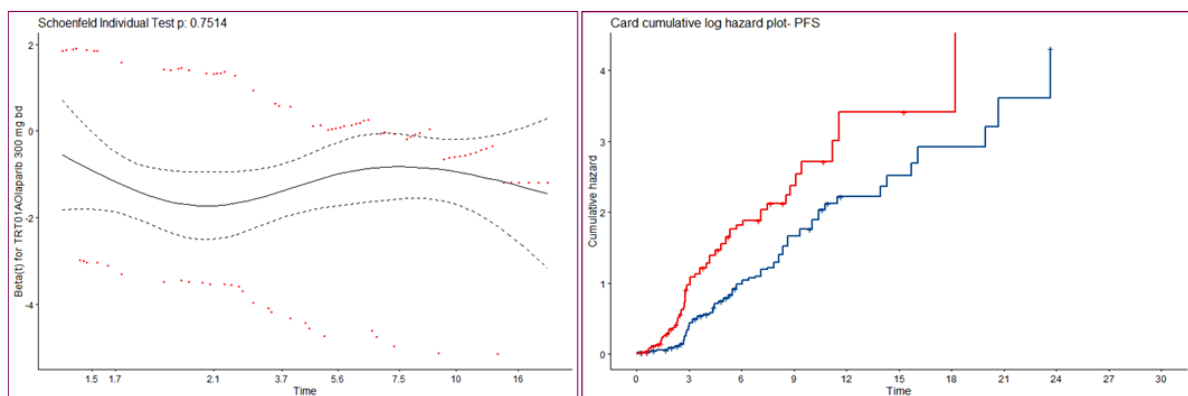 Schoenfeld Individual Test p: 0.7514
Beta(t) for TRT01AOlaparib 300 mg bd
2
0
-2
-4
1.5 1.7 2.1 3.7 5.6 7.5 10 16
Time
Card cumulative log hazard plot- PFS
Cumulative hazard
4
3
2
1
0
0 3 6 9 12 15 18 21 24 27 30
Time